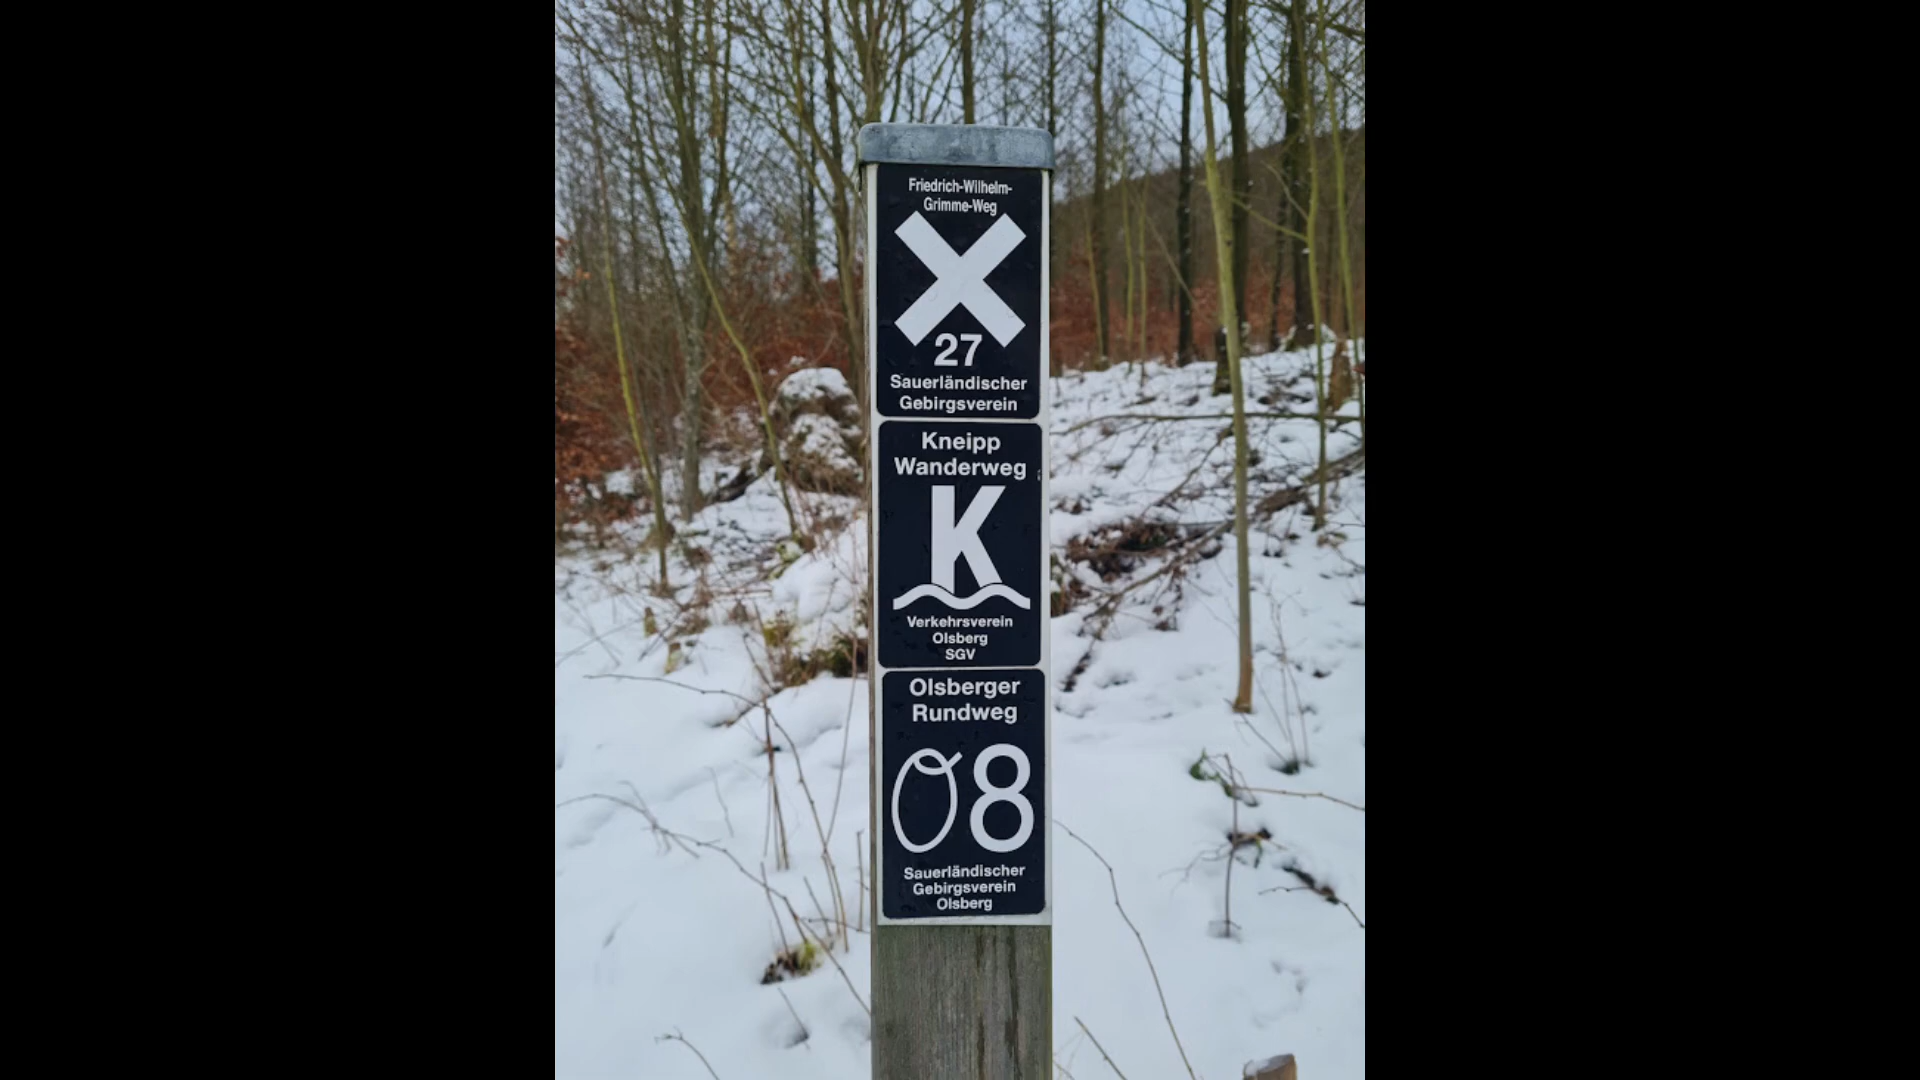 Friedrich-Wilhelm-
Grimme-Weg
X
27
Sauerländischer
Gebirgsverein
Kneipp
Wanderweg
K
Verkehrsverein
Olsberg
SGV
Olsberger
Rundweg
O8
Sauerländischer
Gebirgsverein
Olsberg